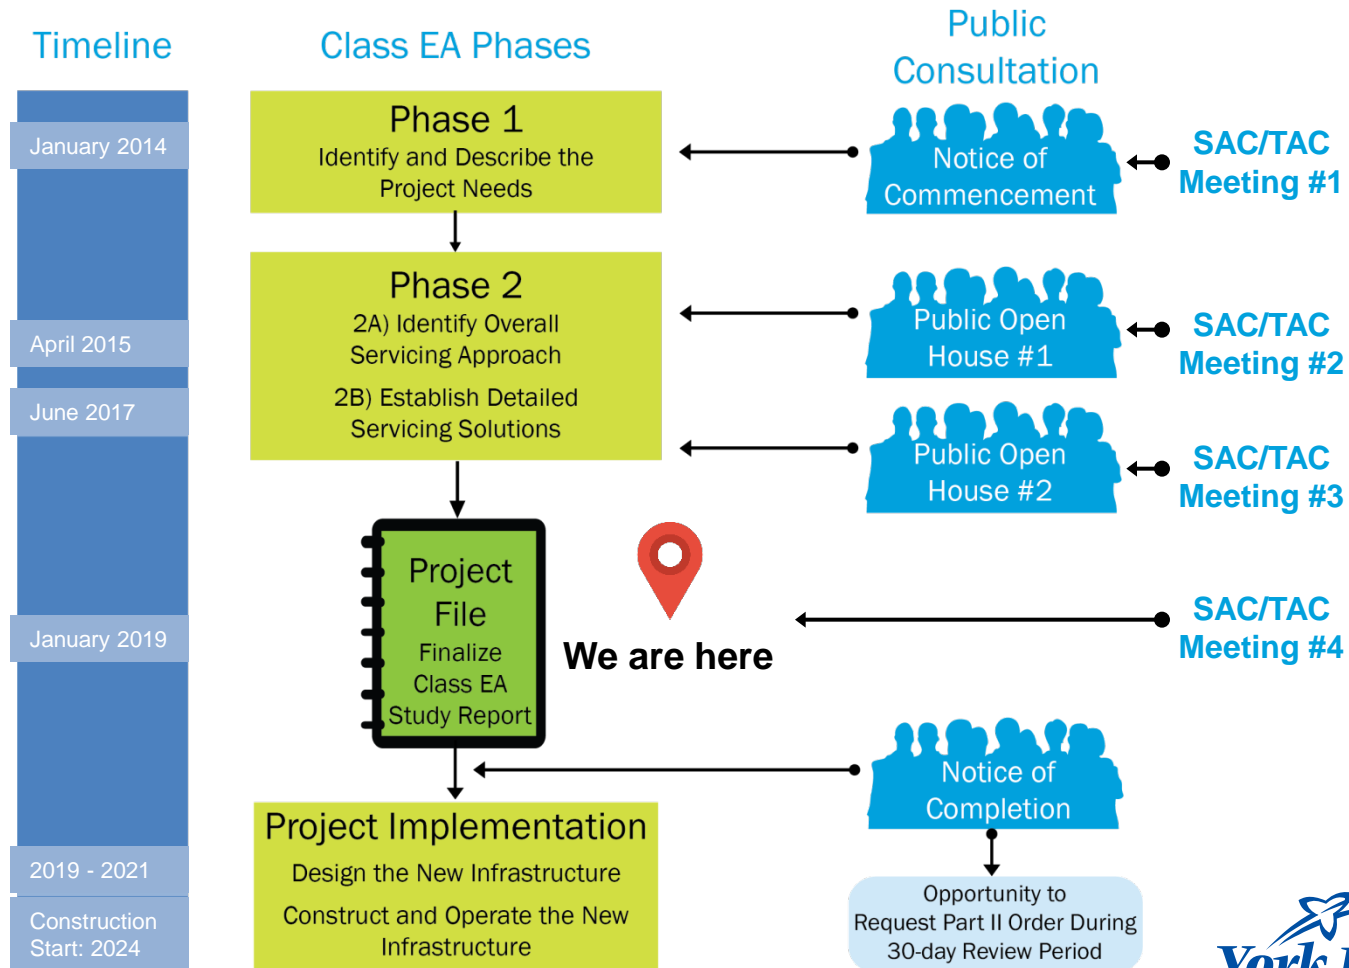 Timeline
Class EA Phases
Public
Consultation
January 2014
April 2015
June 2017
January 2019
2019 - 2021
Construction
Start: 2024
Phase 1
Identify and Describe the
Project Needs
Phase 2
2A) Identify Overall
Servicing Approach
2B) Establish Detailed
Servicing Solutions
Project
File
Finalize
Class EA
Study Report
We are here
Project Implementation
Design the New Infrastructure
Construct and Operate the New
Infrastructure
Notice of
Commencement
Public Open
House #1
Public Open
House #2
Notice of
Completion
Opportunity to
Request Part II Order During
30-day Review Period
SAC/TAC
Meeting #1
SAC/TAC
Meeting #2
SAC/TAC
Meeting #3
SAC/TAC
Meeting #4
York